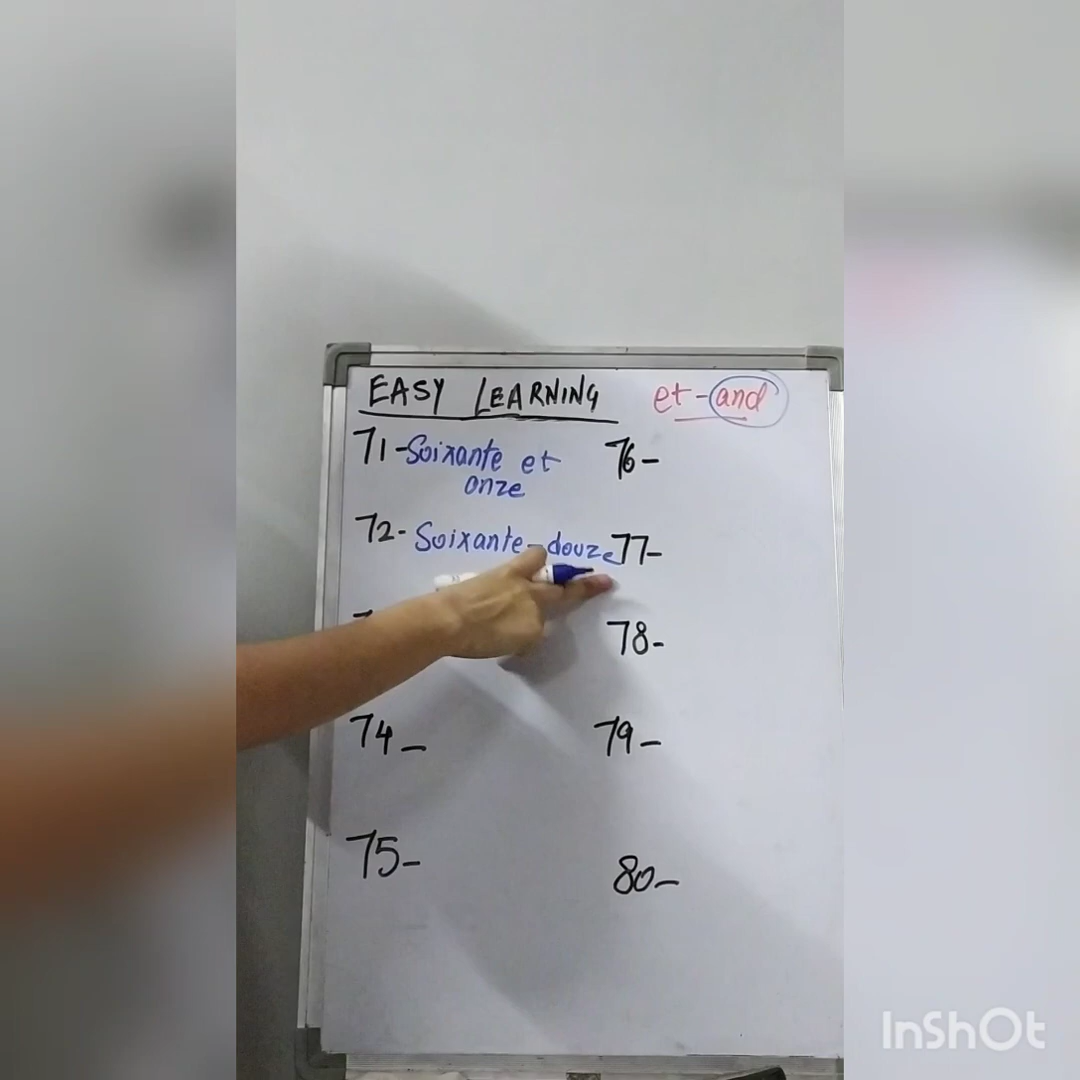 EASY LEARNING et - and
71 - Soixante et
onze
72 - Soixante - douze
74 -
75 -
76 -
77 -
78 -
79 -
80 -
InShOt